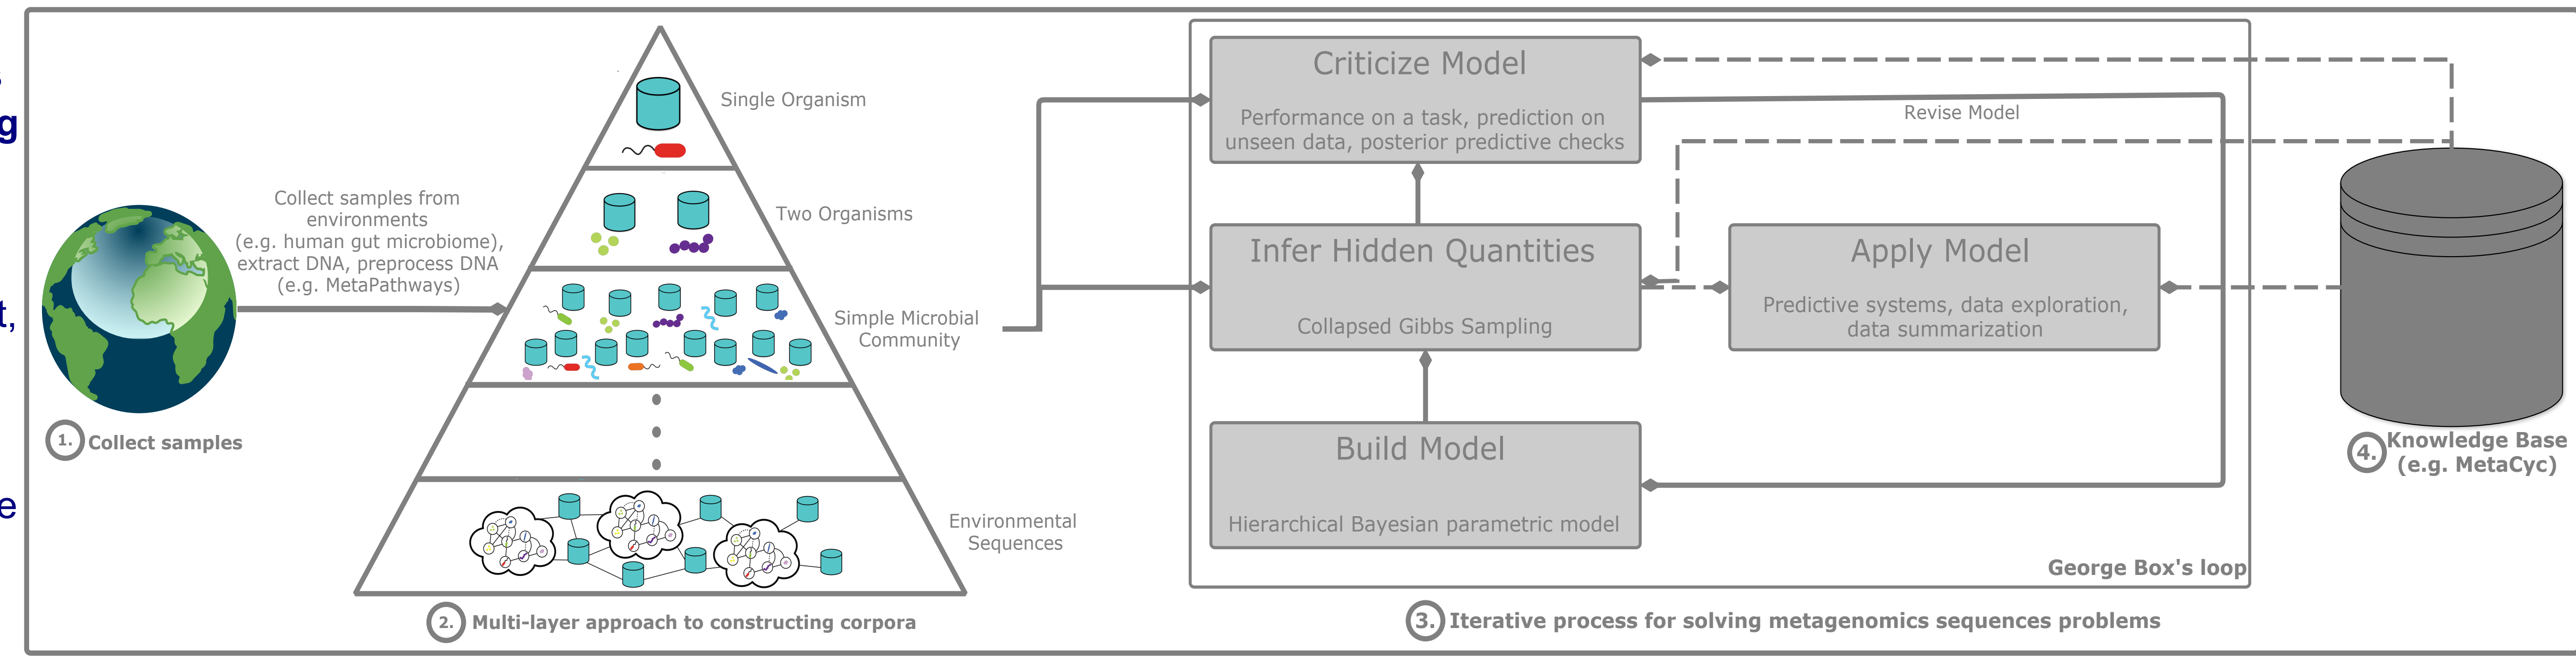 s
g
t,
e
Collect samples from
environments
(e.g. human gut microbiome),
extract DNA, preprocess DNA
(e.g. MetaPathways)
1. Collect samples
Single Organism
Two Organisms
Simple Microbial
Community
Environmental
Sequences
2. Multi-layer approach to constructing corpora
Criticize Model
Performance on a task, prediction on
unseen data, posterior predictive checks
Revise Model
Infer Hidden Quantities
Collapsed Gibbs Sampling
Apply Model
Predictive systems, data exploration,
data summarization
Build Model
Hierarchical Bayesian parametric model
George Box's loop
3. Iterative process for solving metagenomics sequences problems
4. Knowledge Base
(e.g. MetaCyc)